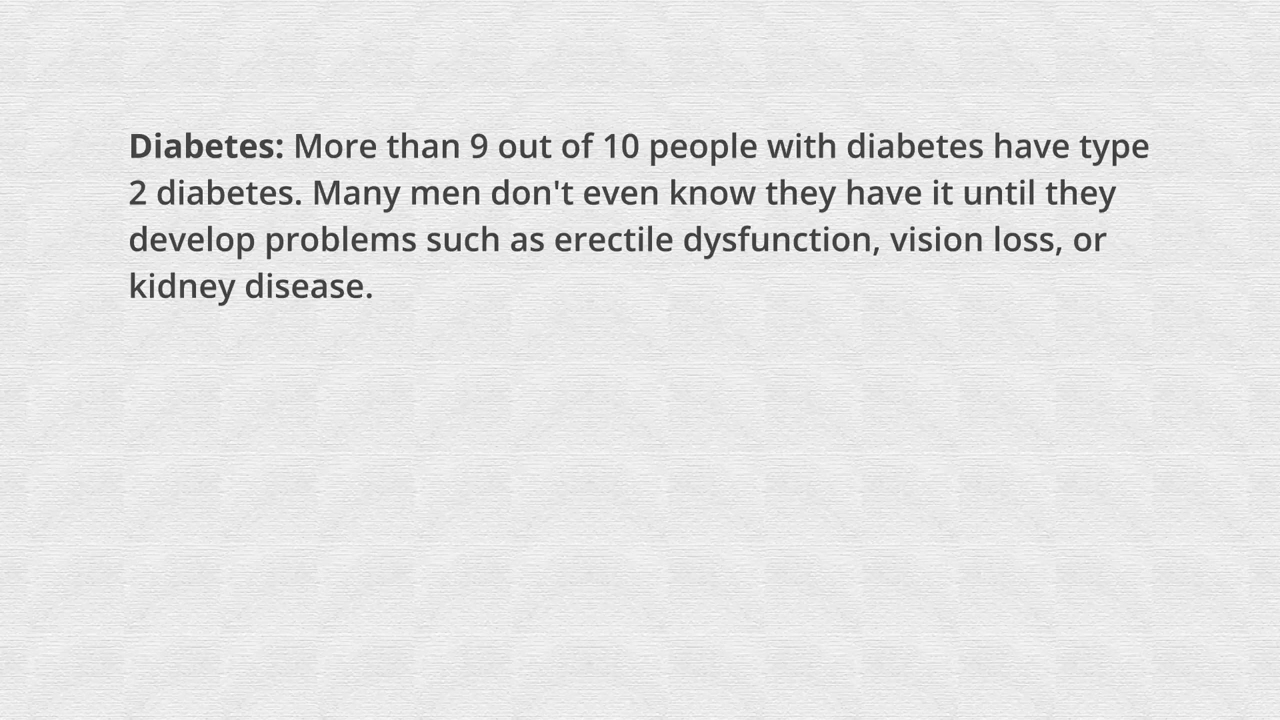 Diabetes: More than 9 out of 10 people with diabetes have type
2 diabetes. Many men don't even know they have it until they
develop problems such as erectile dysfunction, vision loss, or
kidney disease.